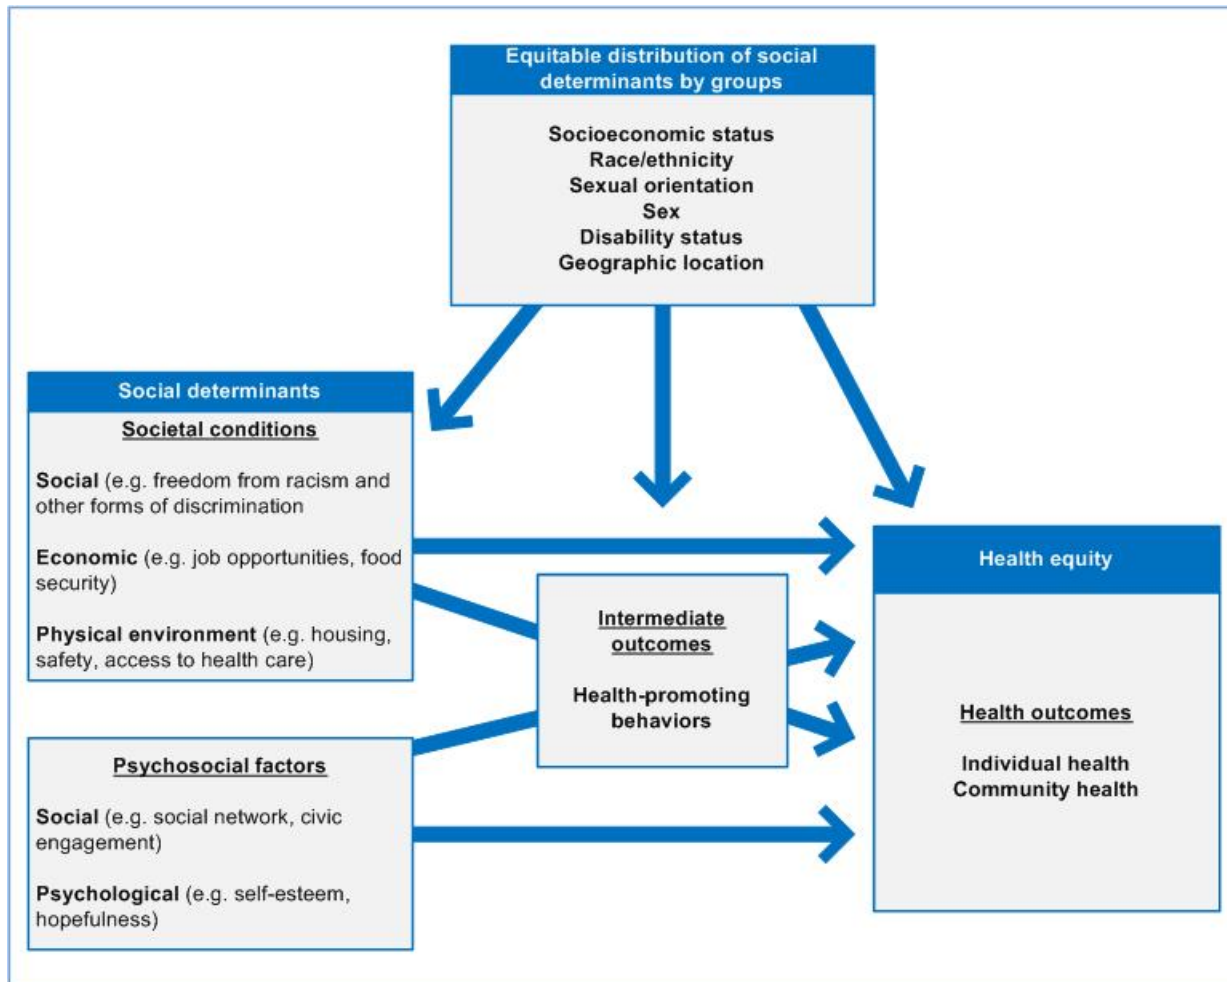 Equitable distribution of social
determinants by groups
Socioeconomic status
Race/ethnicity
Sexual orientation
Sex
Disability status
Geographic location
Social determinants
Societal conditions
Social (e.g. freedom from racism and
other forms of discrimination
Economic (e.g. job opportunities, food
security)
Physical environment (e.g. housing,
safety, access to health care)
Psychosocial factors
Social (e.g. social network, civic
engagement)
Psychological (e.g. self-esteem,
hopefulness)
Intermediate
outcomes
Health-promoting
behaviors
Health equity
Health outcomes
Individual health
Community health